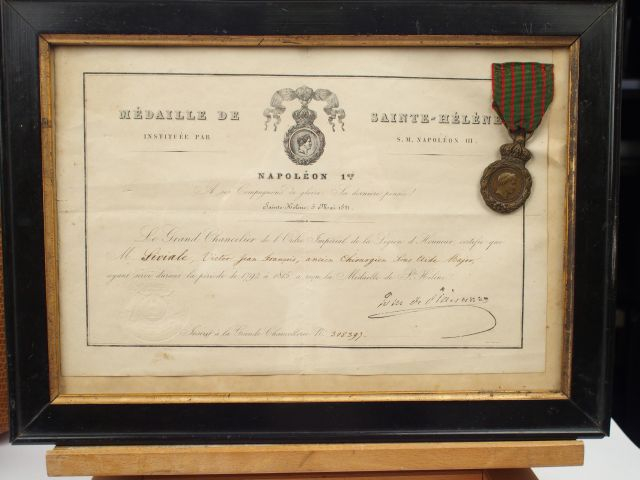 MÉDAILLE DE SAINTE-HÉLÈNE
INSTITUÉE PAR S. M. NAPOLÉON III.
NAPOLÉON 1er
A ses Compagnons de gloire, Sa dernière pensée!
Sainte-Hélène, 5 Mai 1821.
Le Grand Chancelier de l'Ordre Impérial de la Légion d'Honneur, certifie que
M. Victor Jean François, ancien Chirurgien Sous Aide Major,
ayant servi durant la période de 1792 à 1815 a reçu la Médaille de Ste Hélène.
Inscrit à la Grande Chancellerie No